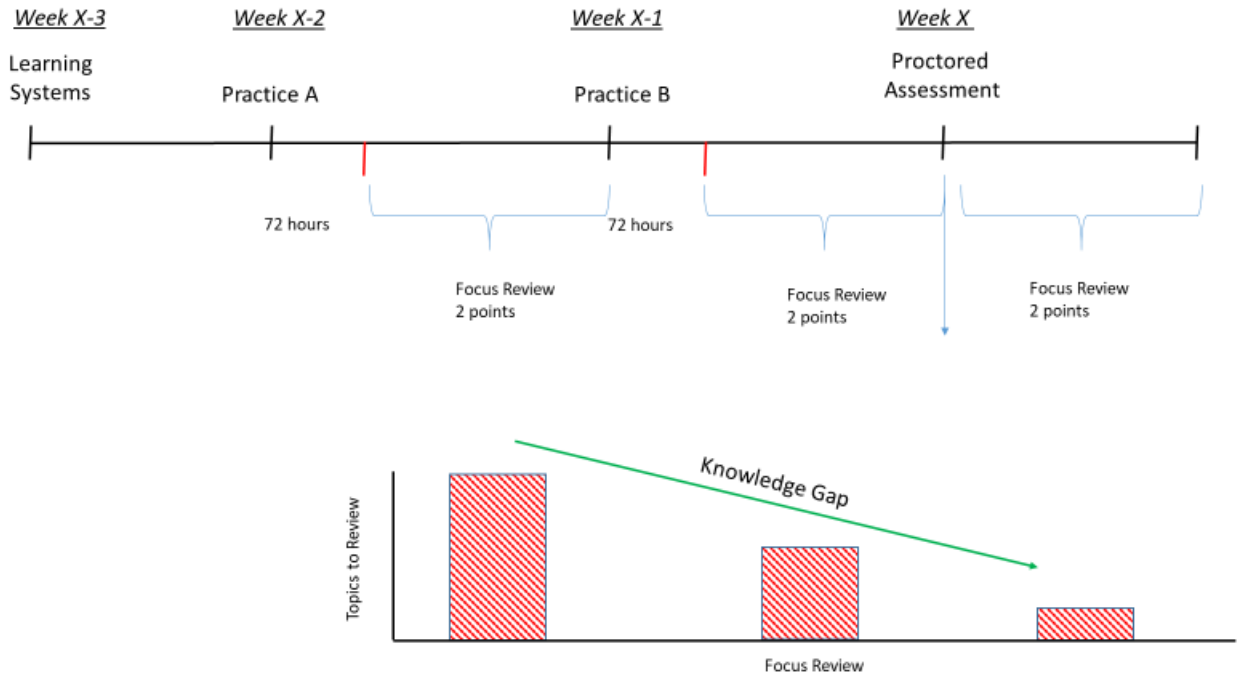 Week X-3
Week X-2
Week X-1
Week X
Learning
Systems
Practice A
Practice B
Proctored
Assessment
72 hours
72 hours
Focus Review
2 points
Focus Review
2 points
Focus Review
2 points
Knowledge Gap
Topics to Review
Focus Review